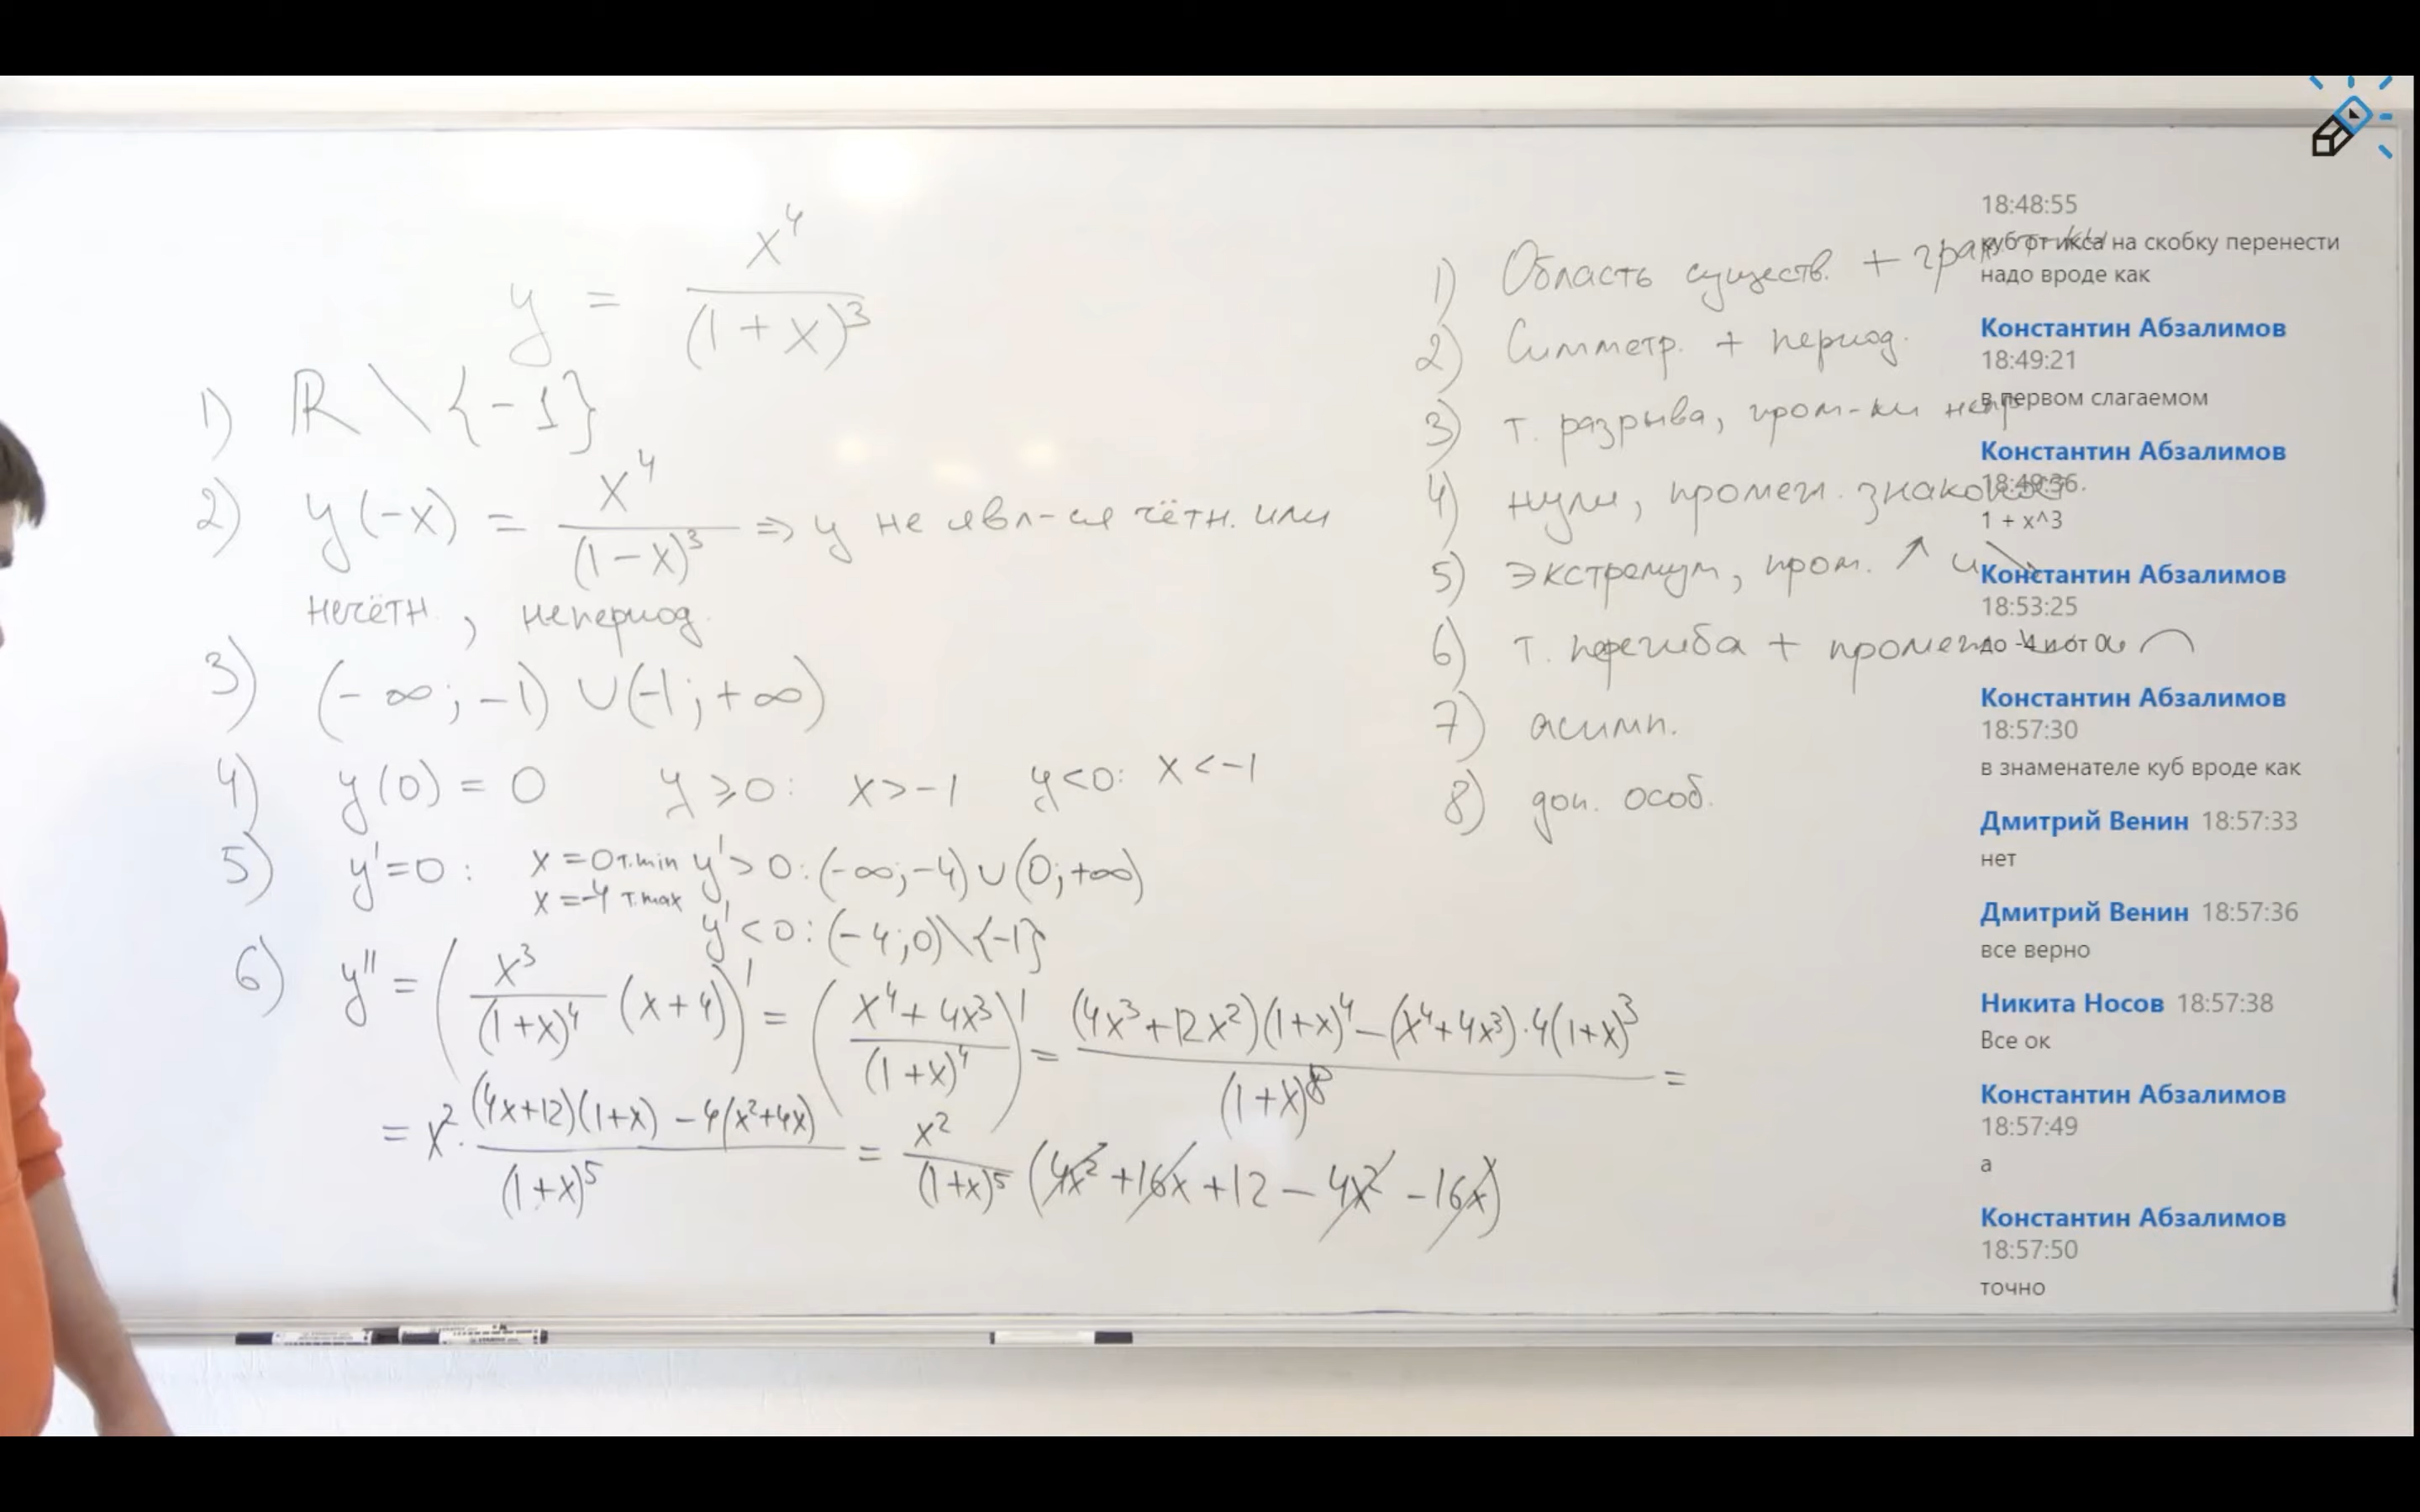 y = x⁴ / (1 + x)³
1) ℝ \ {-1}
2) y(-x) = x⁴ / (1 - x)³ ⇒ y не явл-ся чётн. или
нечётн., непериод.
3) (-∞; -1) ∪ (-1; +∞)
4) y(0) = 0 y ⩾ 0: x > -1 y < 0: x < -1
5) y' = 0: x = 0 т. min y' > 0: (-∞; -4) ∪ (0; +∞)
x = -4 т. max
y' < 0: (-4; 0) \ {-1}
6) y'' = (x³ / (1+x)⁴ (x+4))' = ((x⁴ + 4x³) / (1+x)⁴)' = ((4x³+12x²)(1+x)⁴ - (x⁴+4x³)·4(1+x)³) / (1+x)⁸ =
= x² · ((4x+12)(1+x) - 4(x²+4x)) / (1+x)⁵ = x² / (1+x)⁵ (4x² + 16x + 12 - 4x² - 16x)
1) Область существ. +
2) Симметр. + период.
3) т. разрыва, пром-ки
4) нули, промеж.
5) экстремум, пром. ↗ и ↘
6) т. перегиба +
7) асимп.
8) доп. особ.
18:48:55
куб от икса на скобку перенести
надо вроде как
Константин Абзалимов
18:49:21
в первом слагаемом
Константин Абзалимов
18:49:36
1 + x^3
Константин Абзалимов
18:53:25
до -4 и от 0
Константин Абзалимов
18:57:30
в знаменателе куб вроде как
Дмитрий Венин 18:57:33
нет
Дмитрий Венин 18:57:36
все верно
Никита Носов 18:57:38
Все ок
Константин Абзалимов
18:57:49
а
Константин Абзалимов
18:57:50
точно